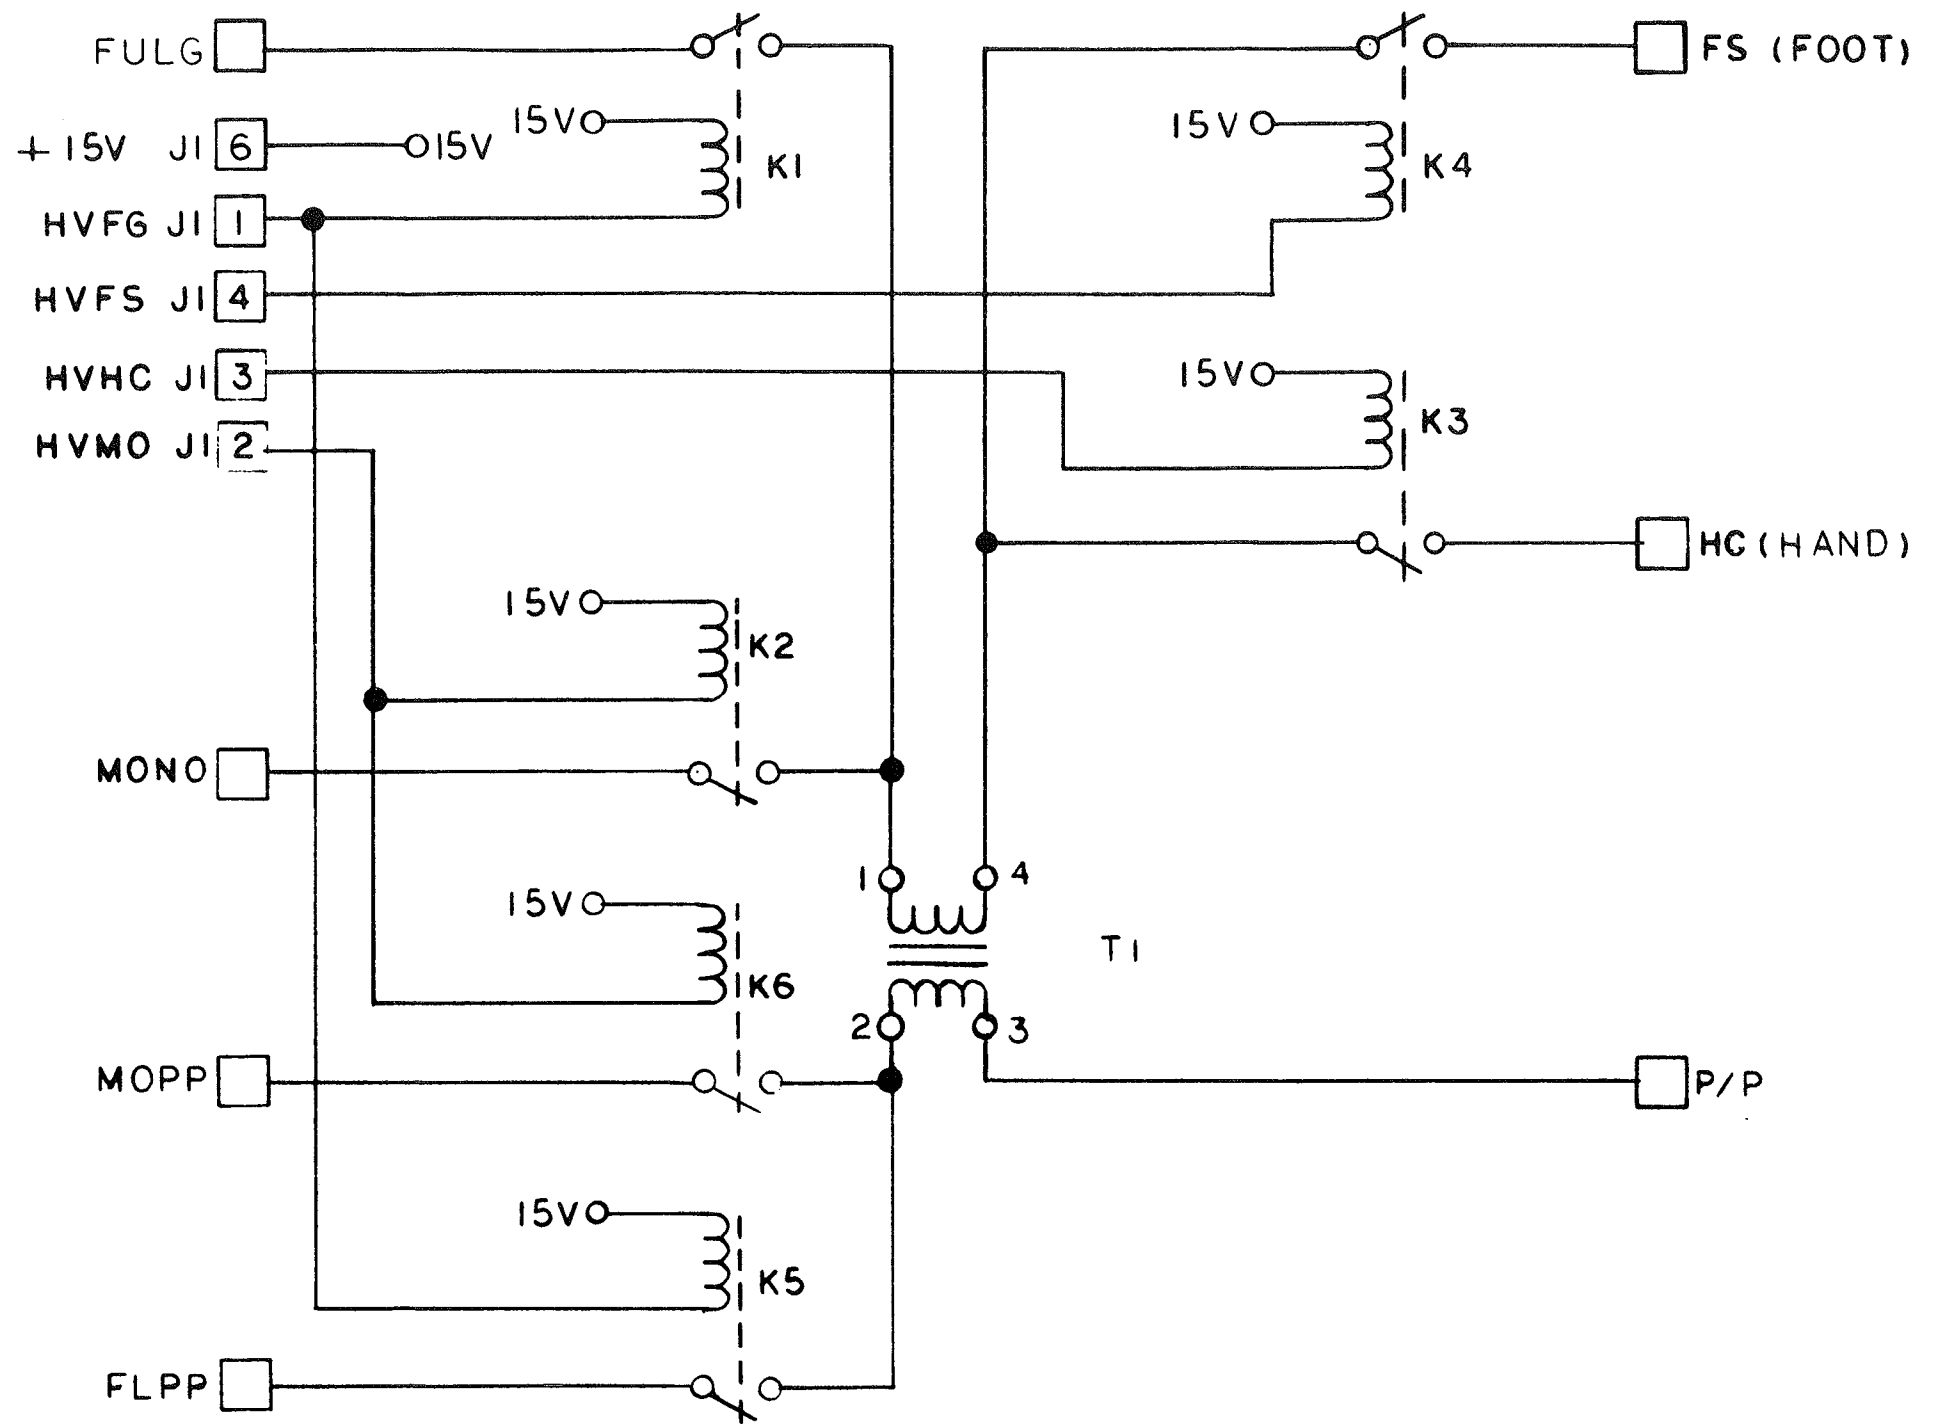 FULG
FS (FOOT)
+15V J1 6
15V
15V
K1
15V
K4
HVFG J1 1
HVFS J1 4
HVHC J1 3
15V
K3
HVMO J1 2
HC (HAND)
15V
K2
MONO
1
4
15V
K6
T1
2
3
MOPP
P/P
15V
K5
FLPP